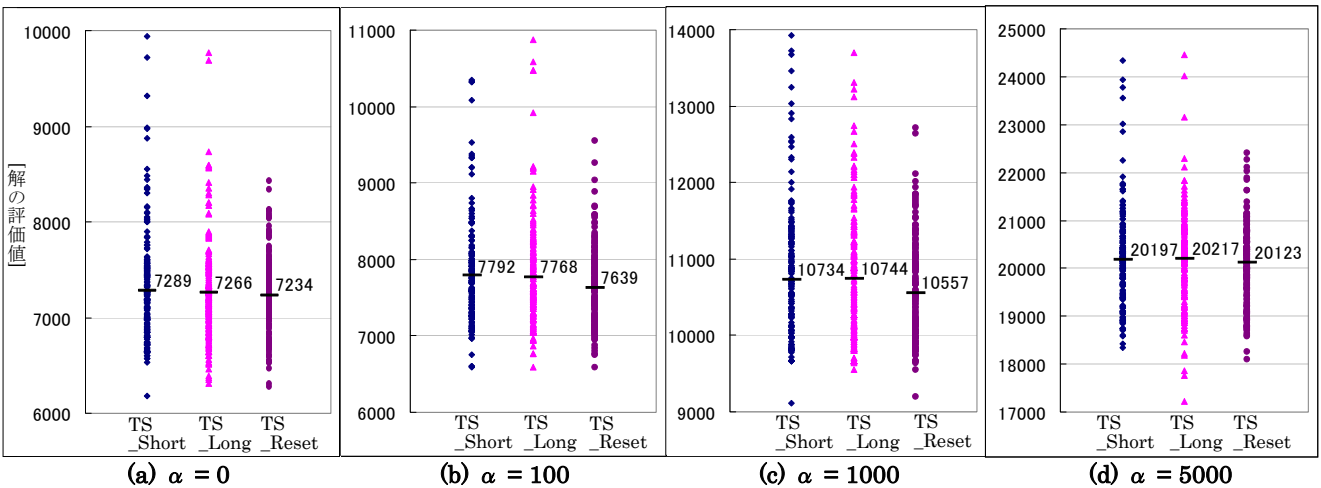 [解の評価値]
10000
9000
8000
7000
6000
7289
7266
7234
TS _Short
TS _Long
TS _Reset
(a) α = 0
11000
10000
9000
8000
7000
6000
7792
7768
7639
TS _Short
TS _Long
TS _Reset
(b) α = 100
14000
13000
12000
11000
10000
9000
10734
10744
10557
TS _Short
TS _Long
TS _Reset
(c) α = 1000
25000
24000
23000
22000
21000
20000
19000
18000
17000
20197
20217
20123
TS _Short
TS _Long
TS _Reset
(d) α = 5000